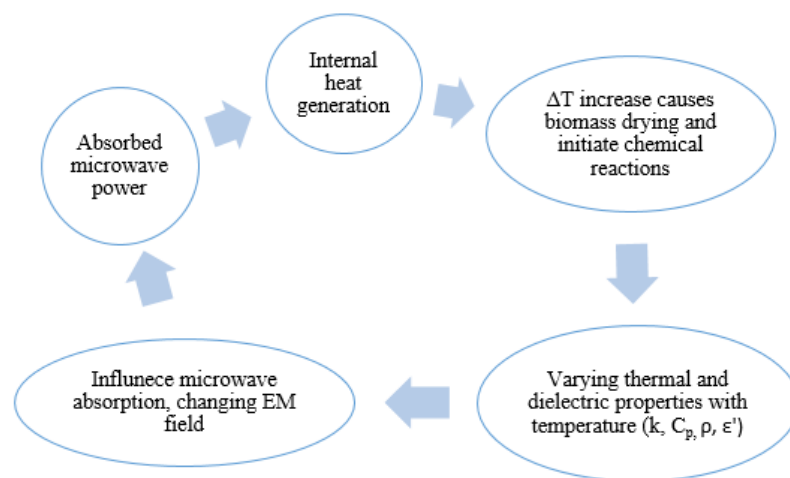 Internal
heat
generation
ΔT increase causes
biomass drying and
initiate chemical
reactions
Varying thermal and
dielectric properties with
temperature (k, Cp, ρ, ε')
Influnece microwave
absorption, changing EM
field
Absorbed
microwave
power